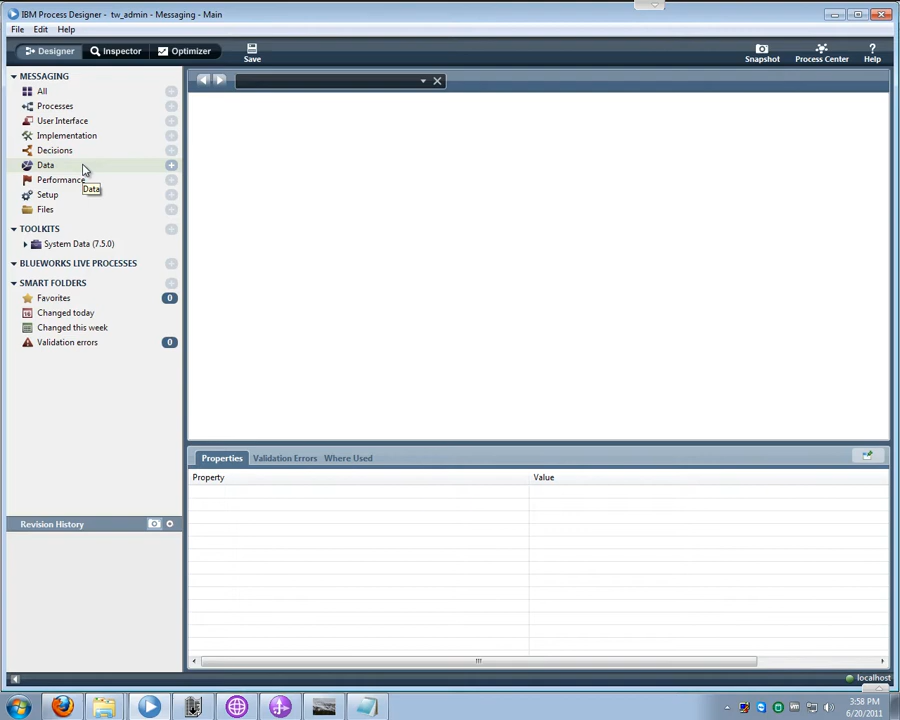 IBM Process Designer - tw_admin - Messaging - Main
File Edit Help
Designer Inspector Optimizer Save Snapshot Process Center Help
MESSAGING
All
Processes
User Interface
Implementation
Decisions
Data
Performance
Data
Setup
Files
TOOLKITS
System Data (7.5.0)
BLUEWORKS LIVE PROCESSES
SMART FOLDERS
Favorites 0
Changed today
Changed this week
Validation errors 0
Properties Validation Errors Where Used
Property Value
Revision History
localhost
3:58 PM
6/20/2011